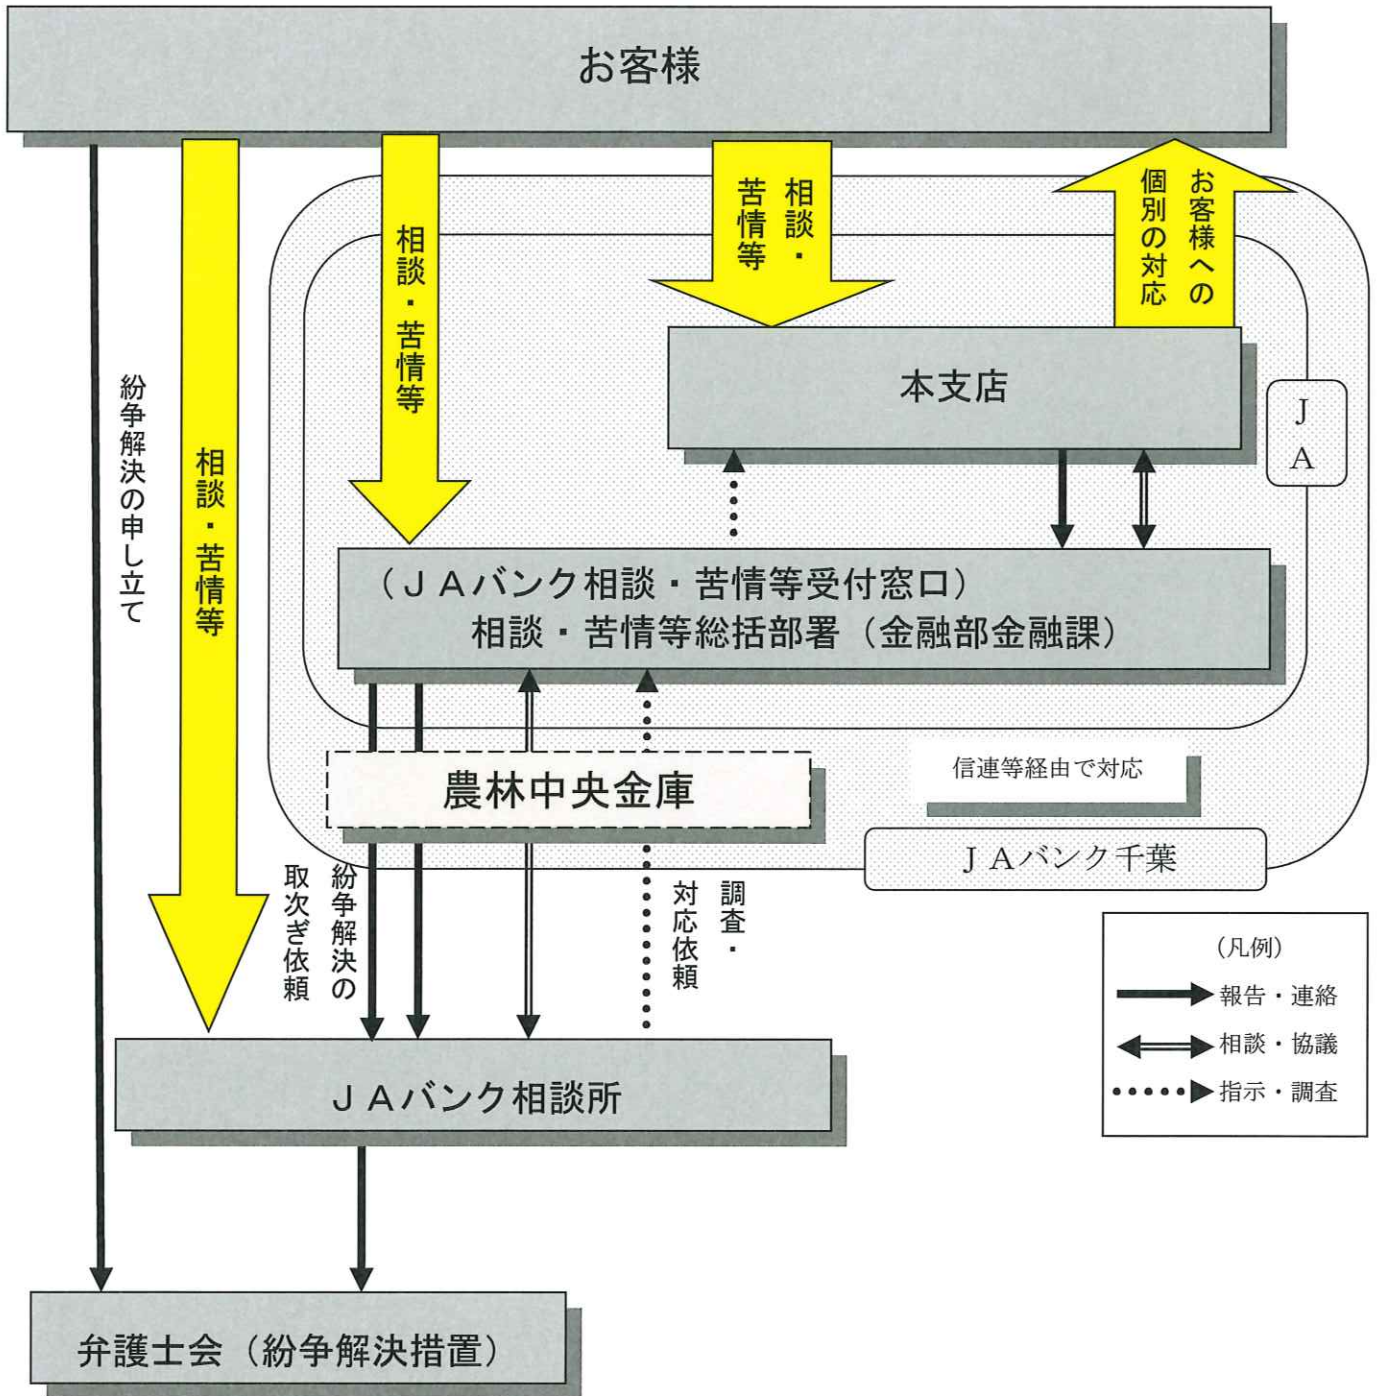 お客様
紛争解決の申し立て
相談・苦情等
相談・苦情等
相談・
苦情等
お客様への
個別の対応
本支店
ＪＡ
（ＪＡバンク相談・苦情等受付窓口）
相談・苦情等総括部署（金融部金融課）
農林中央金庫
信連等経由で対応
ＪＡバンク千葉
紛争解決の
取次ぎ依頼
調査・
対応依頼
(凡例)
報告・連絡
相談・協議
指示・調査
ＪＡバンク相談所
弁護士会（紛争解決措置）